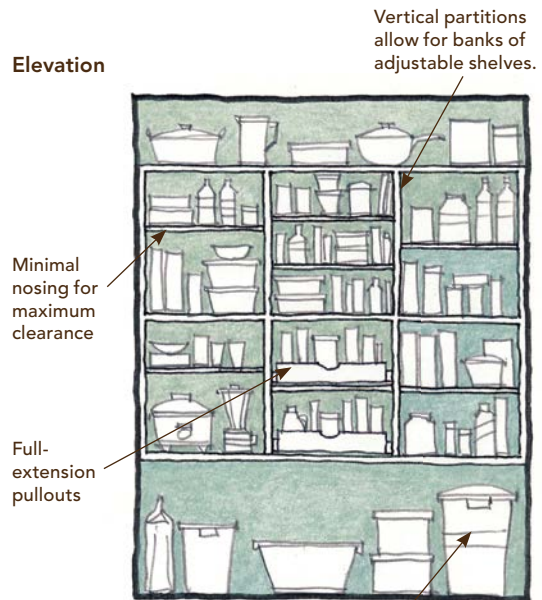 Vertical partitions
allow for banks of
adjustable shelves.
Elevation
Minimal
nosing for
maximum
clearance
Full-
extension
pullouts